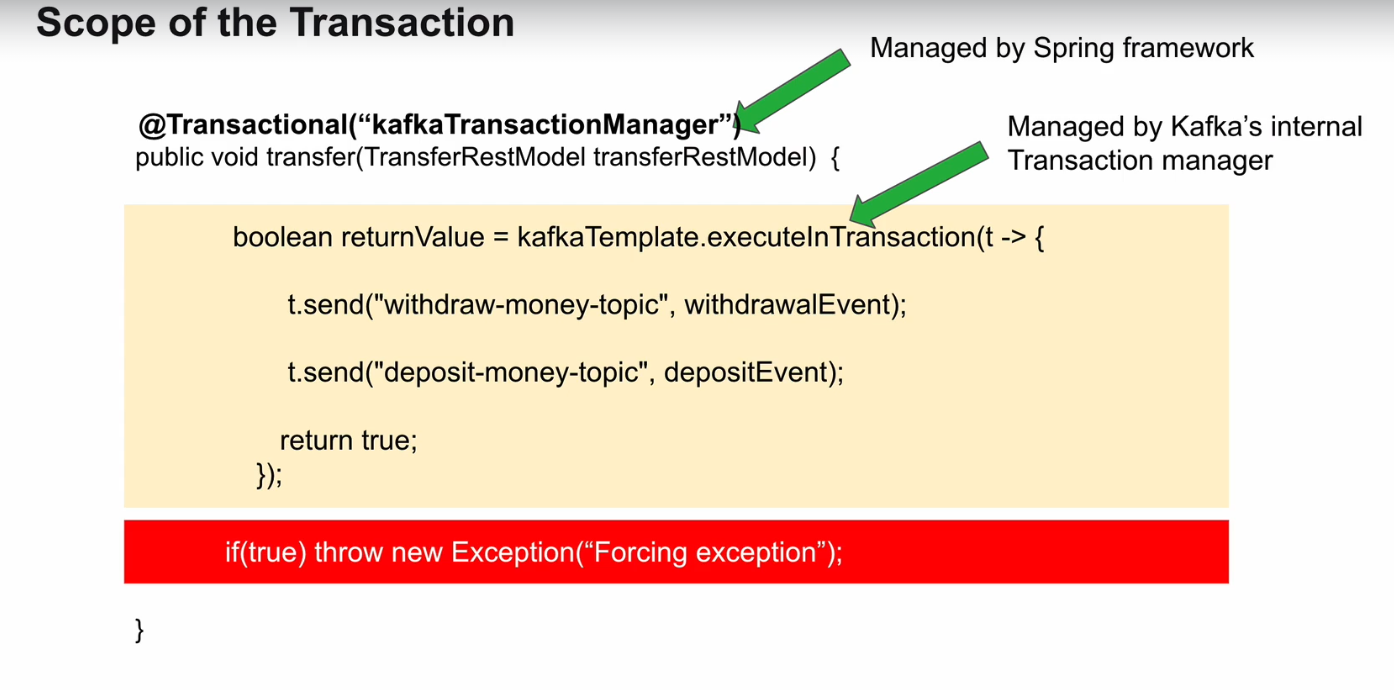 Scope of the Transaction
Managed by Spring framework
@Transactional(“kafkaTransactionManager”)
Managed by Kafka’s internal
Transaction manager
public void transfer(TransferRestModel transferRestModel) {
boolean returnValue = kafkaTemplate.executeInTransaction(t -> {
t.send("withdraw-money-topic", withdrawalEvent);
t.send("deposit-money-topic", depositEvent);
return true;
});
if(true) throw new Exception(“Forcing exception”);
}